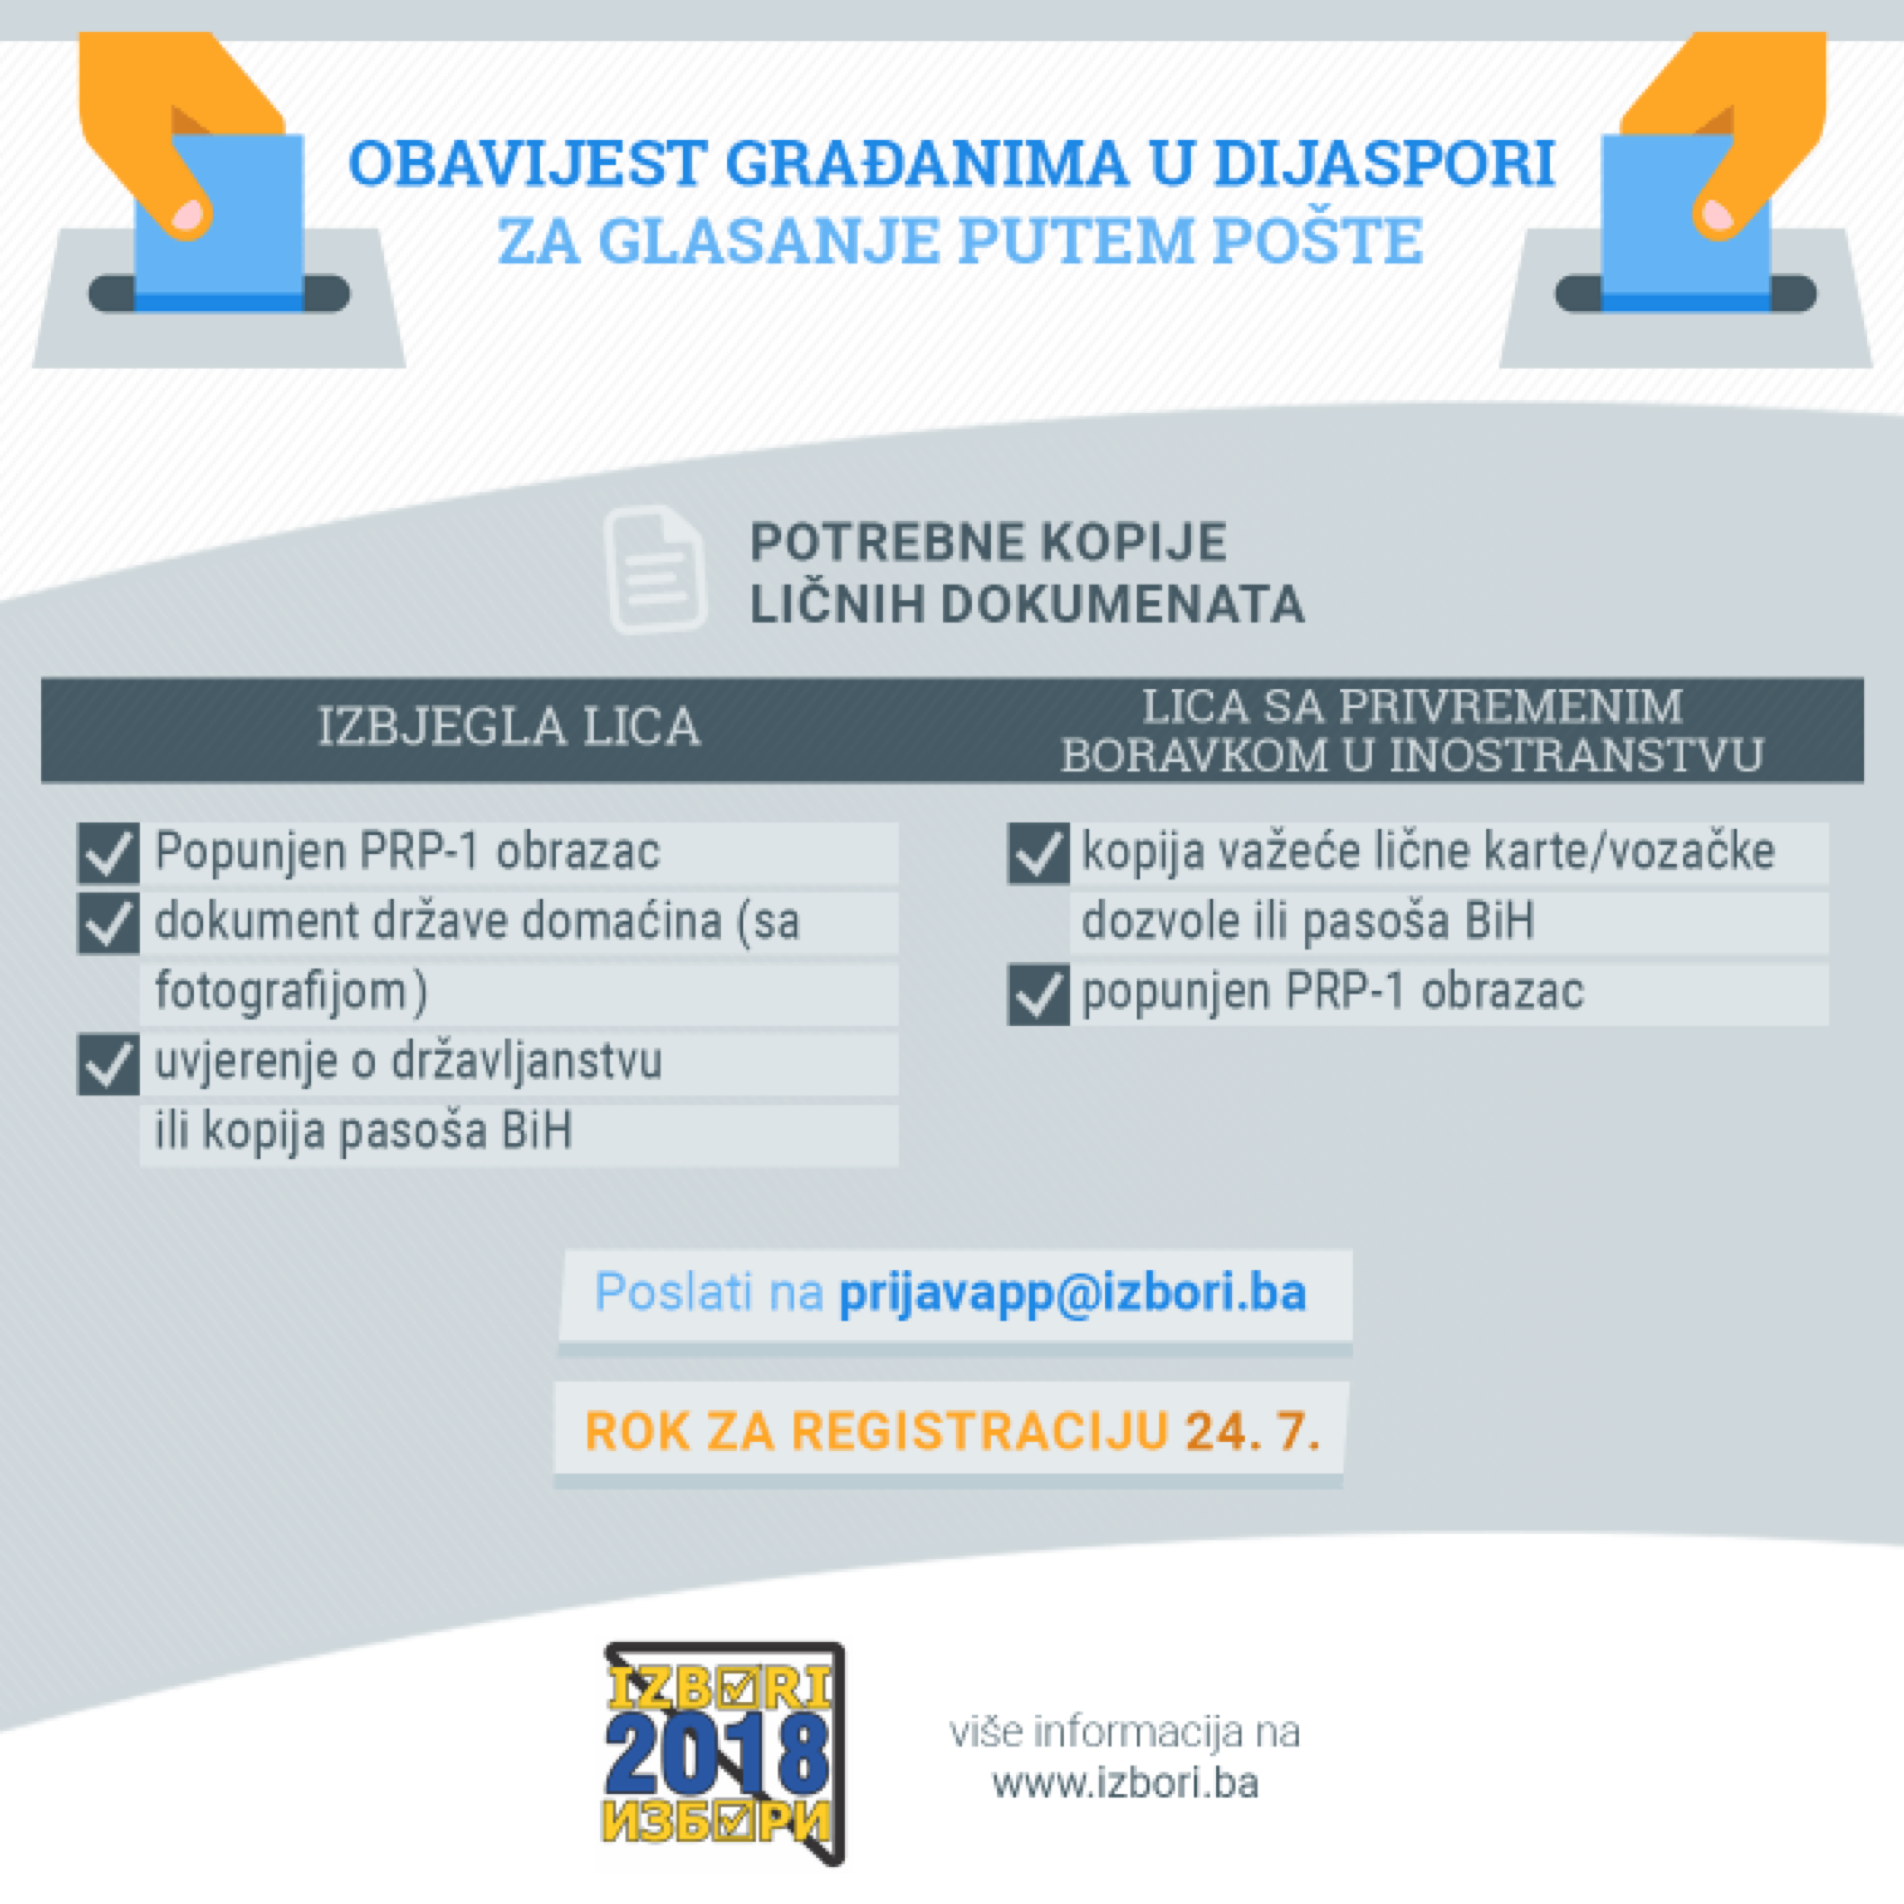 OBAVIJEST GRAĐANIMA U DIJASPORI
ZA GLASANJE PUTEM POŠTE
POTREBNE KOPIJE
LIČNIH DOKUMENATA
IZBJEGLA LICA
Popunjen PRP-1 obrazac
dokument države domaćina (sa
fotografijom)
uvjerenje o državljanstvu
ili kopija pasoša BiH
LICA SA PRIVREMENIM
BORAVKOM U INOSTRANSTVU
kopija važeće lične karte/vozačke
dozvole ili pasoša BiH
popunjen PRP-1 obrazac
Poslati na prijavapp@izbori.ba
ROK ZA REGISTRACIJU 24. 7.
IZBORI
2018
ИЗБОРИ
više informacija na
www.izbori.ba